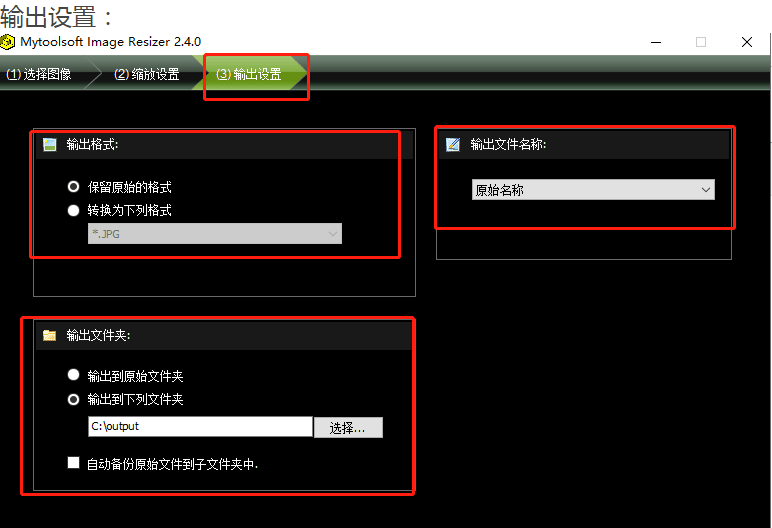 输出设置：
Mytoolsoft Image Resizer 2.4.0
(1) 选择图像 (2) 缩放设置 (3) 输出设置
输出格式:
保留原始的格式
转换为下列格式
*.JPG
输出文件名称:
原始名称
输出文件夹:
输出到原始文件夹
输出到下列文件夹
C:\output 选择...
自动备份原始文件到子文件夹中.